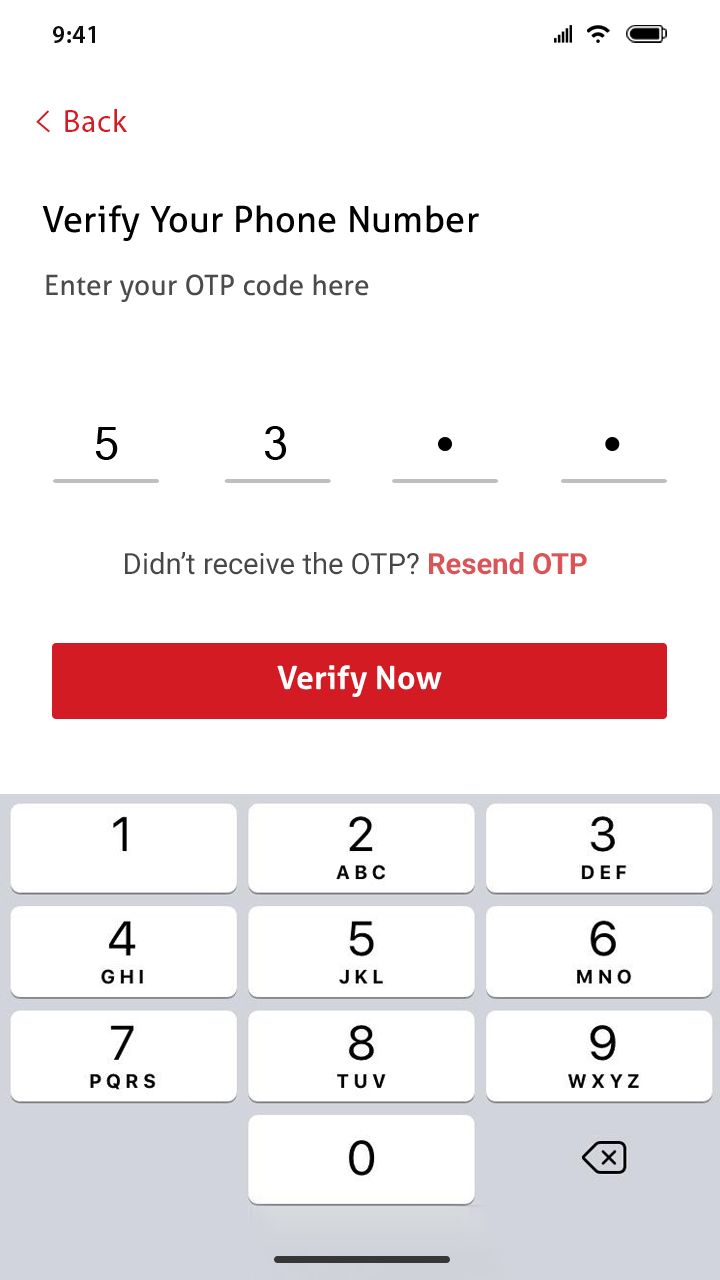 9:41
< Back
Verify Your Phone Number
Enter your OTP code here
5 3 • •
Didn’t receive the OTP? Resend OTP
Verify Now
1 2 3
ABC DEF
4 5 6
GHI JKL MNO
7 8 9
PQRS TUV WXYZ
0